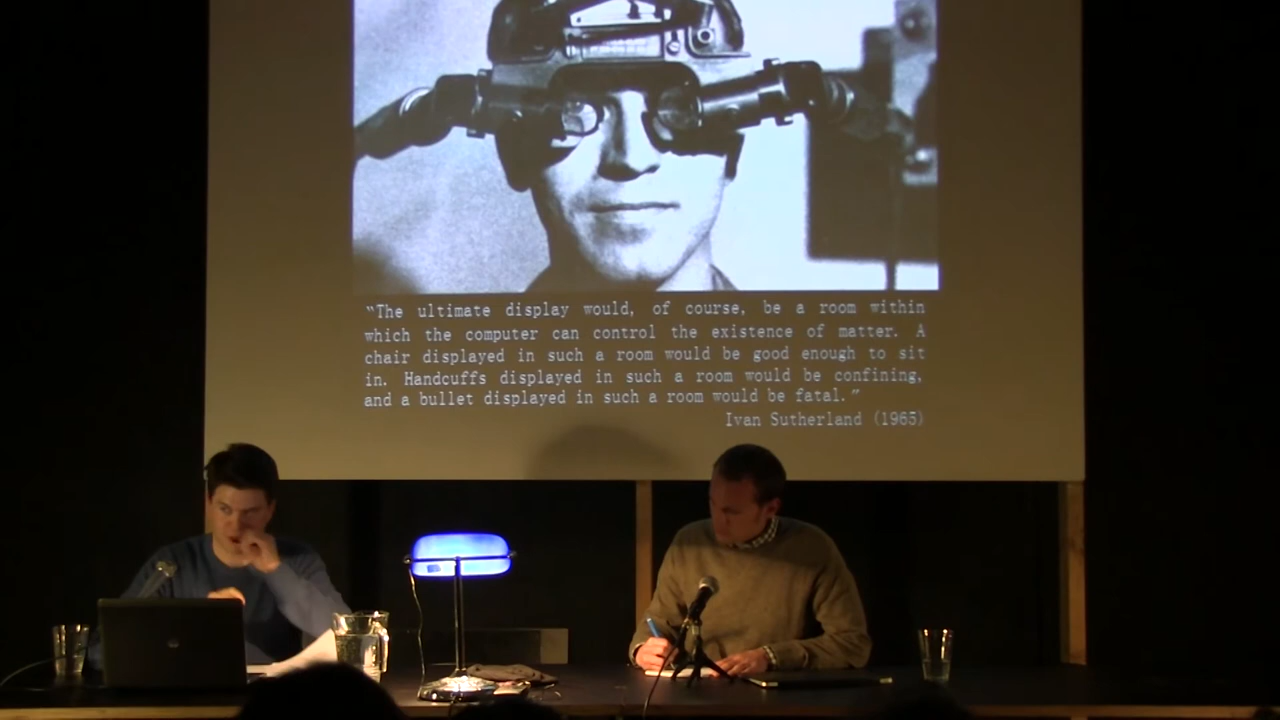 “The ultimate display would, of course, be a room within
which the computer can control the existence of matter. A
chair displayed in such a room would be good enough to sit
in. Handcuffs displayed in such a room would be confining,
and a bullet displayed in such a room would be fatal.”
Ivan Sutherland (1965)